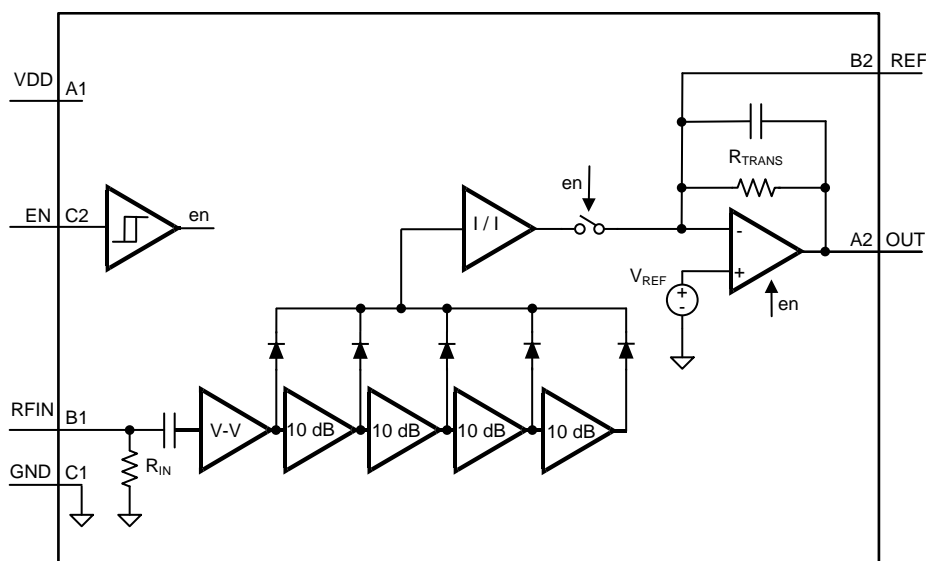 B2 REF
VDD A1
R_TRANS
en
EN C2 en
I / I
-
A2 OUT
+
V_REF + -
en
RFIN B1
V-V 10 dB 10 dB 10 dB 10 dB
R_IN
GND C1